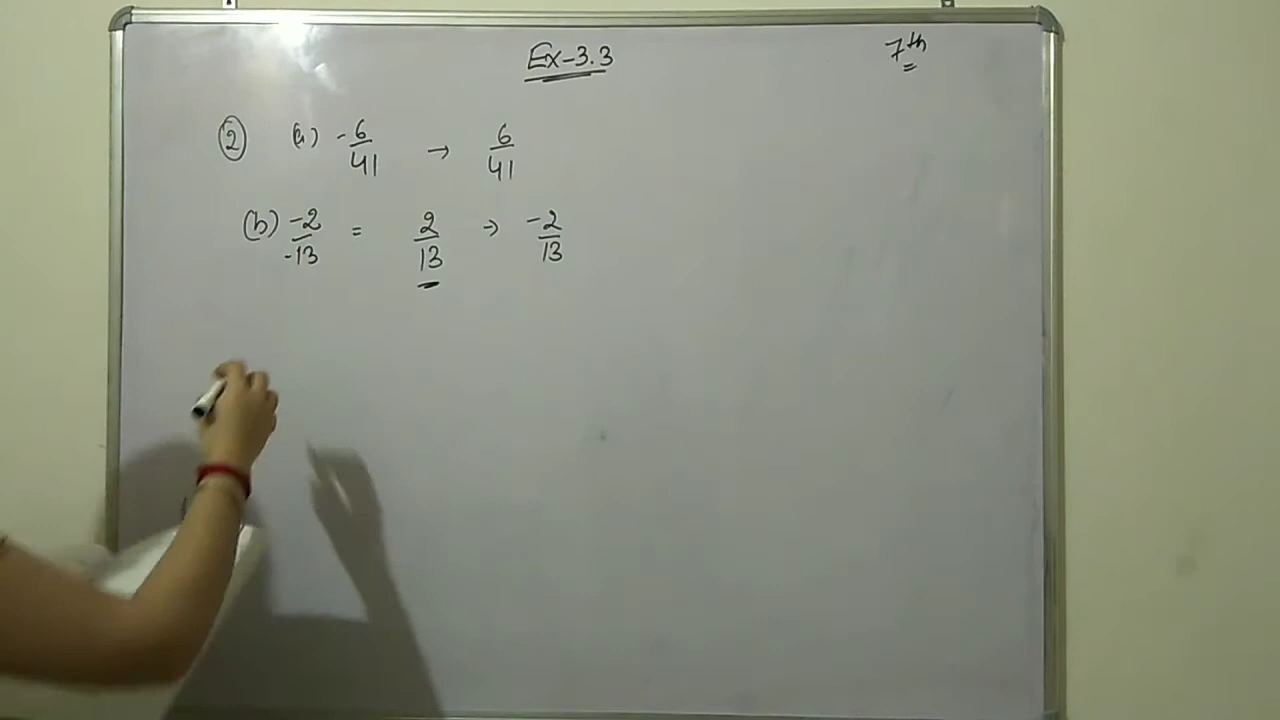 Ex-3.3
7th
② (a) -6/41 → 6/41
(b) -2/-13 = 2/13 → -2/13